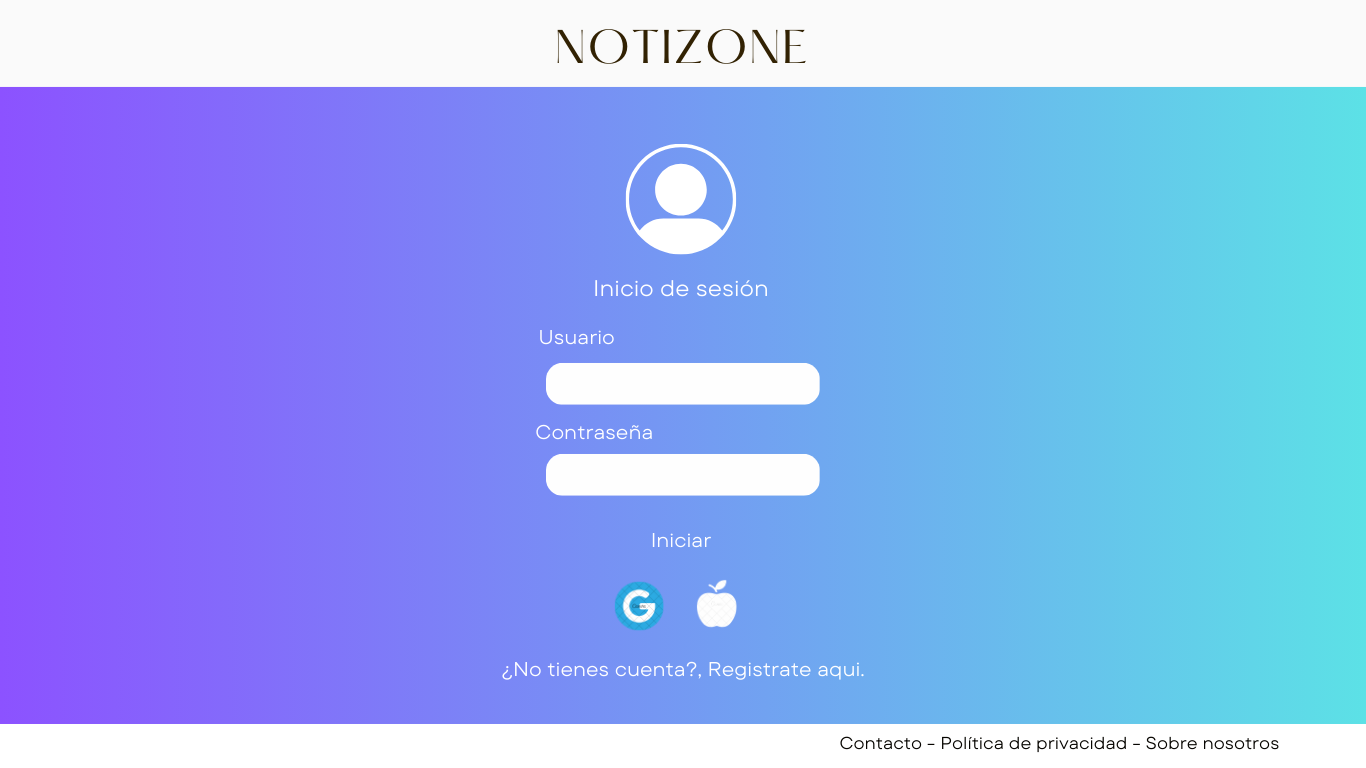 NOTIZONE
Inicio de sesión
Usuario
Contraseña
Iniciar
G
¿No tienes cuenta?, Registrate aqui.
Contacto - Política de privacidad - Sobre nosotros